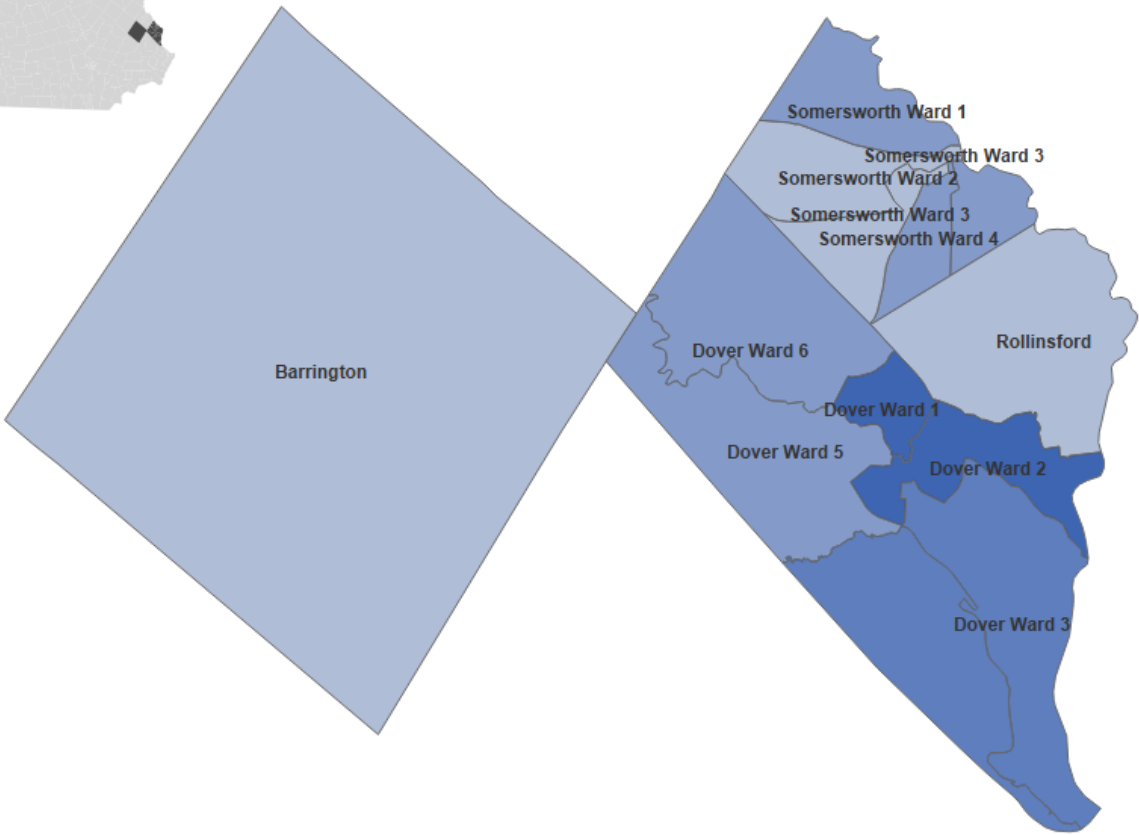 Somersworth Ward 1
Somersworth Ward 3
Somersworth Ward 2
Somersworth Ward 3
Somersworth Ward 4
Rollinsford
Dover Ward 6
Barrington
Dover Ward 1
Dover Ward 5
Dover Ward 2
Dover Ward 3